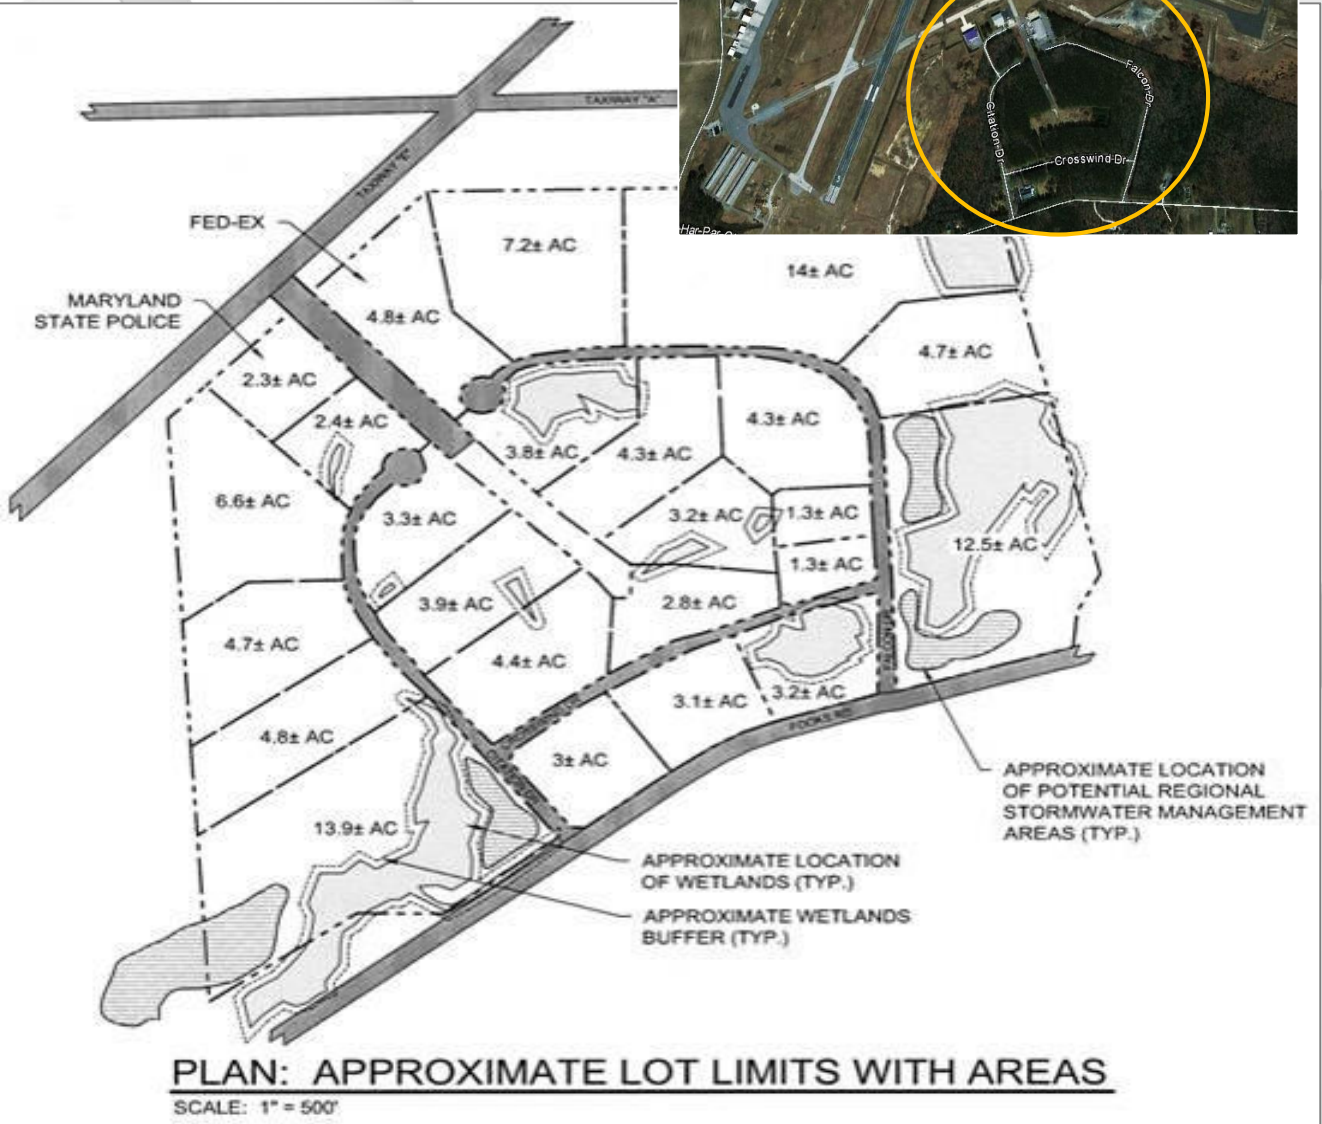 TAXIWAY "A"
TAXIWAY "E"
Falcon-Dr
Citation-Dr
Crosswind-Dr
3
FED-EX
7.2± AC
14± AC
MARYLAND
STATE POLICE
4.8± AC
4.7± AC
2.3± AC
2.4± AC
4.3± AC
3.8± AC
4.3± AC
6.6± AC
3.3± AC
3.2± AC
1.3± AC
12.5± AC
1.3± AC
3.9± AC
2.8± AC
4.7± AC
4.4± AC
3.1± AC
3.2± AC
FOOKS RD.
4.8± AC
3± AC
APPROXIMATE LOCATION
OF POTENTIAL REGIONAL
STORMWATER MANAGEMENT
AREAS (TYP.)
13.9± AC
APPROXIMATE LOCATION
OF WETLANDS (TYP.)
APPROXIMATE WETLANDS
BUFFER (TYP.)
PLAN: APPROXIMATE LOT LIMITS WITH AREAS
SCALE: 1" = 500'